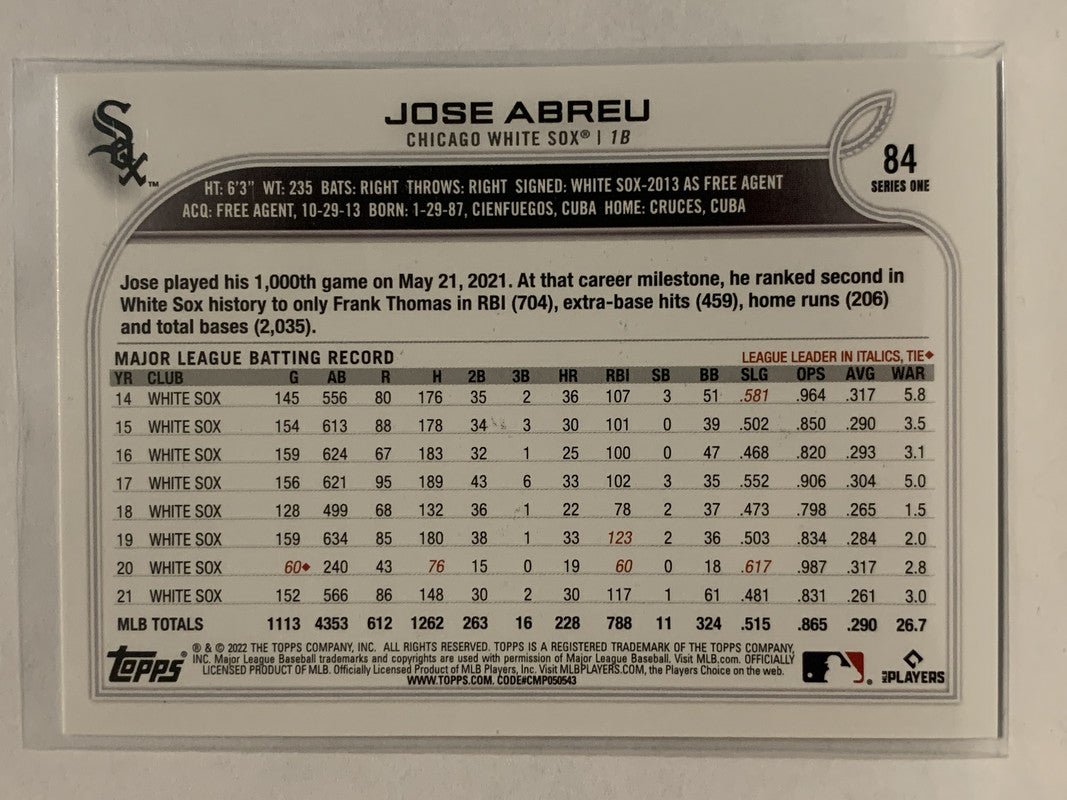 Sox™
JOSE ABREU
CHICAGO WHITE SOX® | 1B
84
SERIES ONE
HT: 6'3" WT: 235 BATS: RIGHT THROWS: RIGHT SIGNED: WHITE SOX-2013 AS FREE AGENT
ACQ: FREE AGENT, 10-29-13 BORN: 1-29-87, CIENFUEGOS, CUBA HOME: CRUCES, CUBA
Jose played his 1,000th game on May 21, 2021. At that career milestone, he ranked second in
White Sox history to only Frank Thomas in RBI (704), extra-base hits (459), home runs (206)
and total bases (2,035).
MAJOR LEAGUE BATTING RECORD LEAGUE LEADER IN ITALICS, TIE◆
YR CLUB G AB R H 2B 3B HR RBI SB BB SLG OPS AVG WAR
14 WHITE SOX 145 556 80 176 35 2 36 107 3 51 .581 .964 .317 5.8
15 WHITE SOX 154 613 88 178 34 3 30 101 0 39 .502 .850 .290 3.5
16 WHITE SOX 159 624 67 183 32 1 25 100 0 47 .468 .820 .293 3.1
17 WHITE SOX 156 621 95 189 43 6 33 102 3 35 .552 .906 .304 5.0
18 WHITE SOX 128 499 68 132 36 1 22 78 2 37 .473 .798 .265 1.5
19 WHITE SOX 159 634 85 180 38 1 33 123 2 36 .503 .834 .284 2.0
20 WHITE SOX 60◆ 240 43 76 15 0 19 60 0 18 .617 .987 .317 2.8
21 WHITE SOX 152 566 86 148 30 2 30 117 1 61 .481 .831 .261 3.0
MLB TOTALS 1113 4353 612 1262 263 16 228 788 11 324 .515 .865 .290 26.7
Topps®
® & © 2022 THE TOPPS COMPANY, INC. ALL RIGHTS RESERVED. TOPPS IS A REGISTERED TRADEMARK OF THE TOPPS COMPANY,
INC. Major League Baseball trademarks and copyrights are used with permission of Major League Baseball. Visit MLB.com. OFFICIALLY
LICENSED PRODUCT OF MLB. Officially Licensed Product of MLB Players, Inc. Visit MLBPLAYERS.COM, the Players Choice on the web.
WWW.TOPPS.COM. CODE#CMP050543
MLB PLAYERS